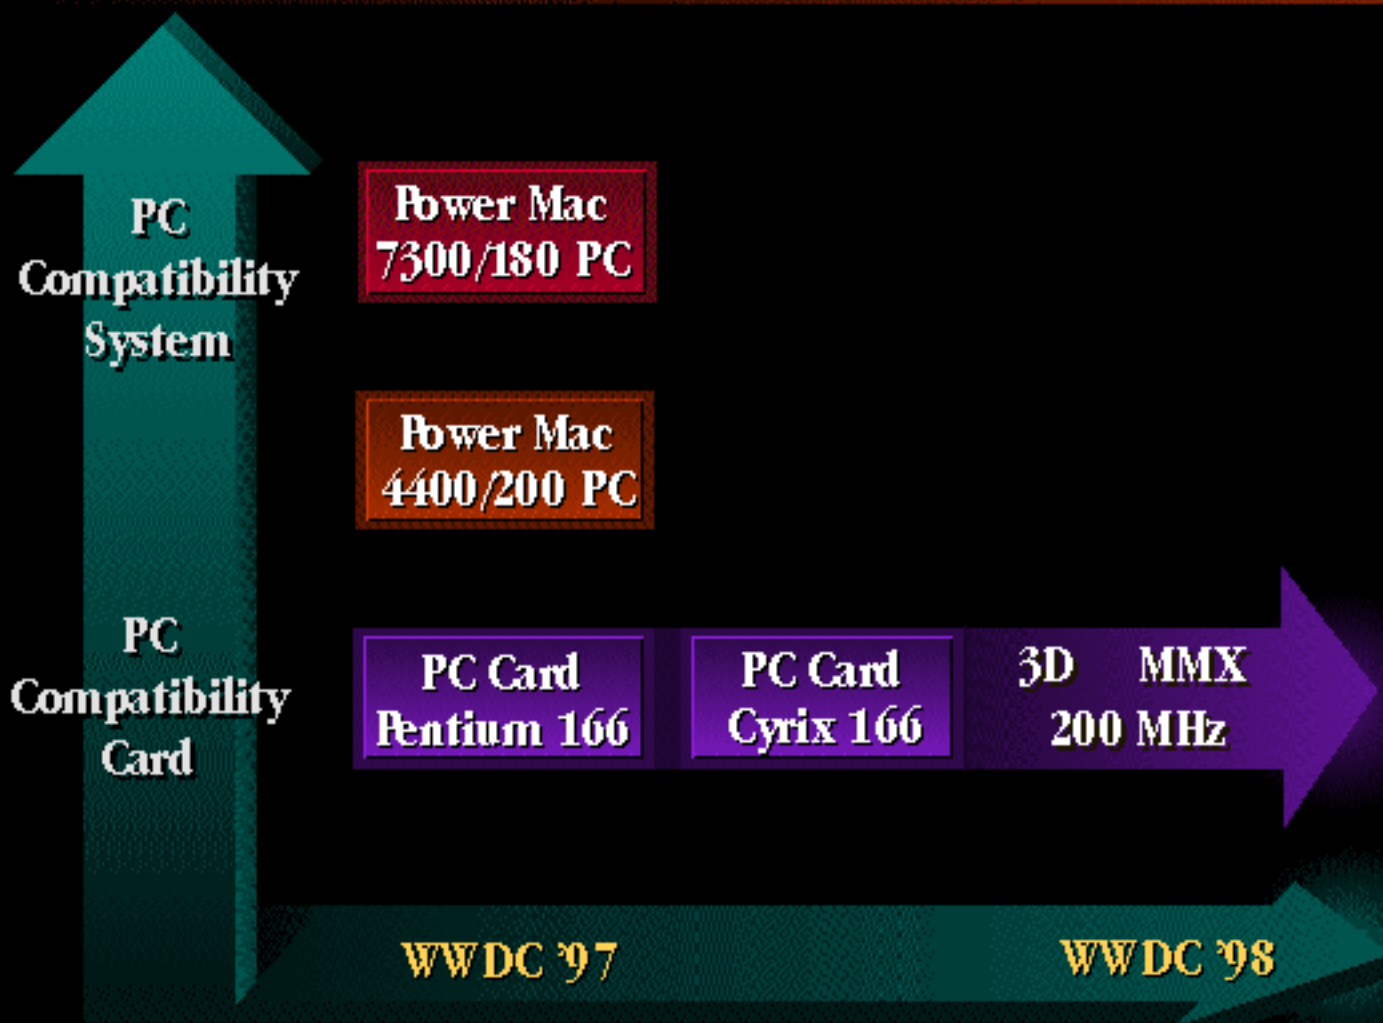 PC
Compatibility
System
Power Mac
7300/180 PC
Power Mac
4400/200 PC
PC
Compatibility
Card
PC Card
Pentium 166
PC Card
Cyrix 166
3D MMX
200 MHz
WWDC '97
WWDC '98